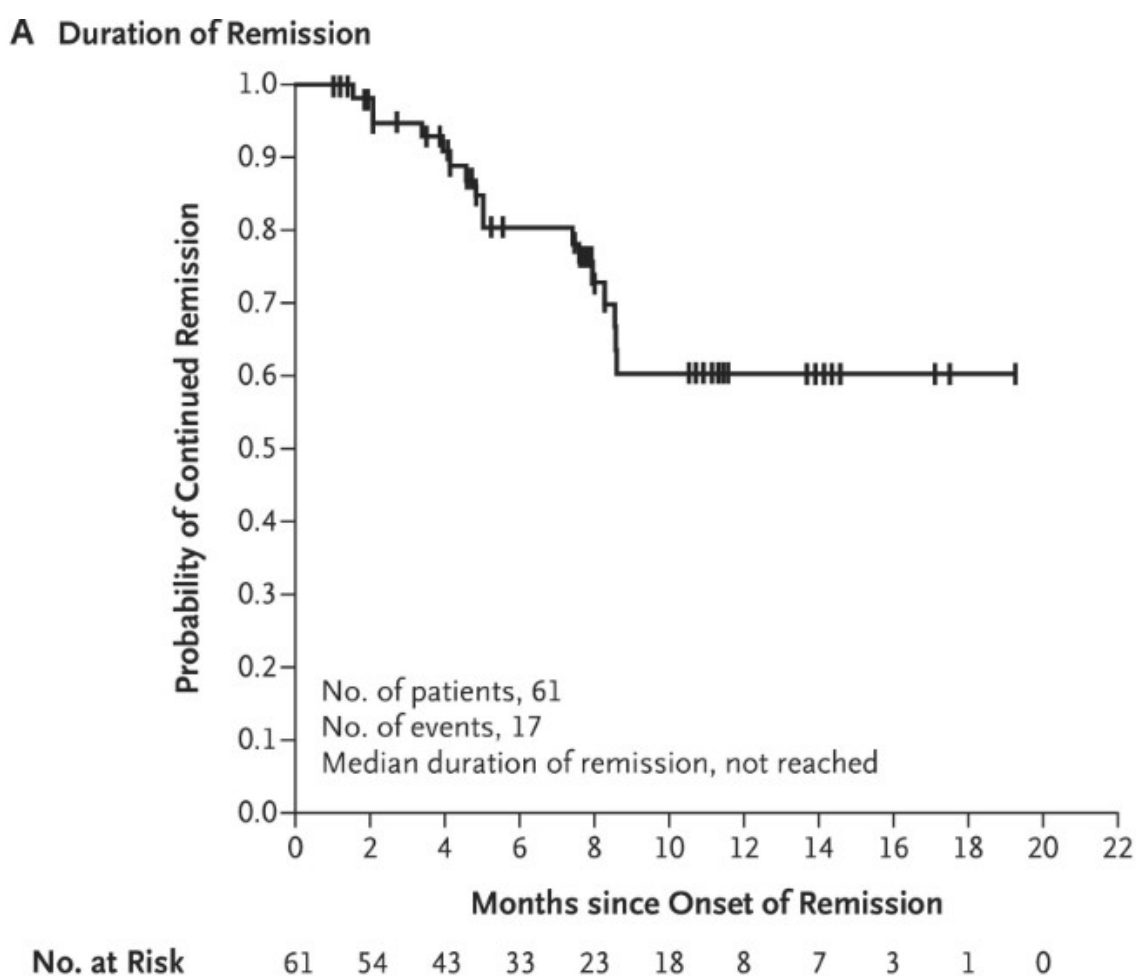 A Duration of Remission
1.0
0.9
0.8
0.7
0.6
0.5
0.4
0.3
0.2
0.1
0.0
Probability of Continued Remission
No. of patients, 61
No. of events, 17
Median duration of remission, not reached
0 2 4 6 8 10 12 14 16 18 20 22
Months since Onset of Remission
No. at Risk 61 54 43 33 23 18 8 7 3 1 0